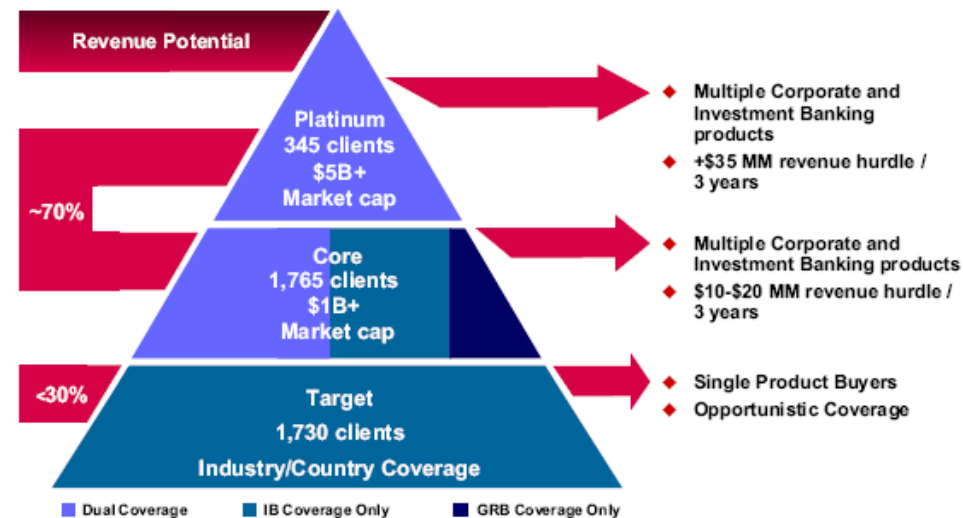 Revenue Potential
Platinum
345 clients
$5B+
Market cap
◆ Multiple Corporate and
Investment Banking
products
◆ +$35 MM revenue hurdle /
3 years
~70%
Core
1,765 clients
$1B+
Market cap
◆ Multiple Corporate and
Investment Banking products
◆ $10-$20 MM revenue hurdle /
3 years
<30%
Target
1,730 clients
Industry/Country Coverage
◆ Single Product Buyers
◆ Opportunistic Coverage
Dual Coverage
IB Coverage Only
GRB Coverage Only